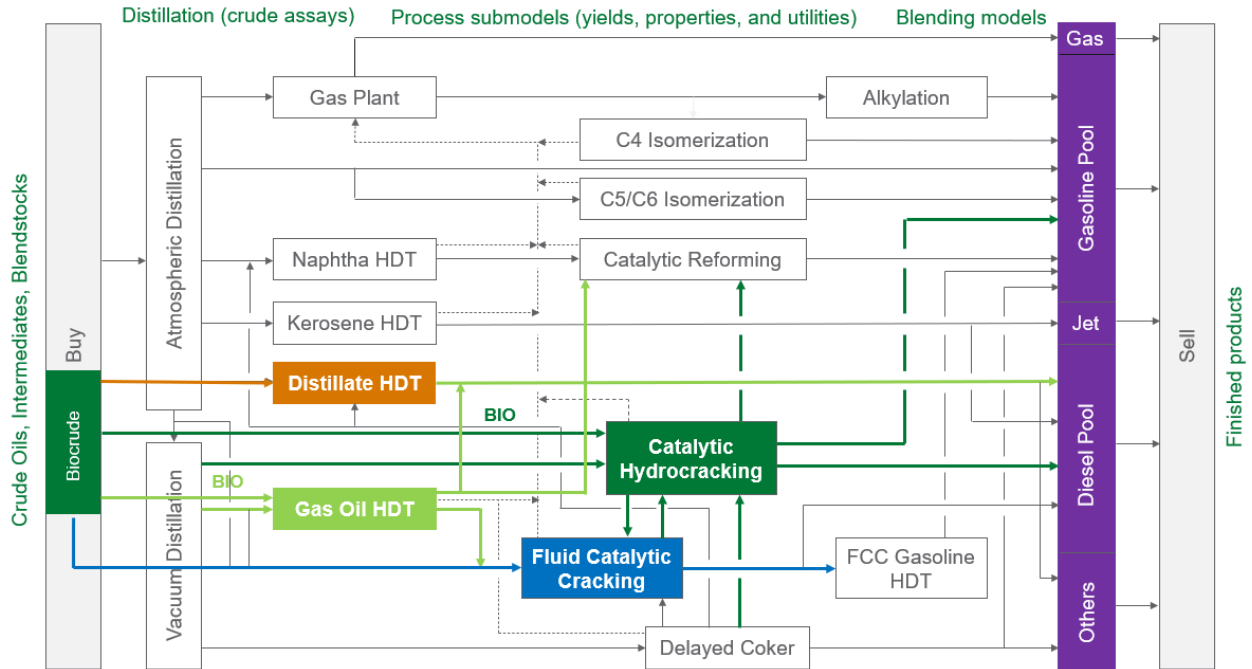 Distillation (crude assays)
Process submodels (yields, properties, and utilities)
Blending models
Crude Oils, Intermediates, Blendstocks
Buy
Biocrude
Atmospheric Distillation
Vacuum Distillation
Gas Plant
Alkylation
C4 Isomerization
C5/C6 Isomerization
Naphtha HDT
Catalytic Reforming
Kerosene HDT
Distillate HDT
BIO
Catalytic
Hydrocracking
BIO
Gas Oil HDT
Fluid Catalytic
Cracking
FCC Gasoline
HDT
Delayed Coker
Gas
Gasoline Pool
Jet
Diesel Pool
Others
Sell
Finished products